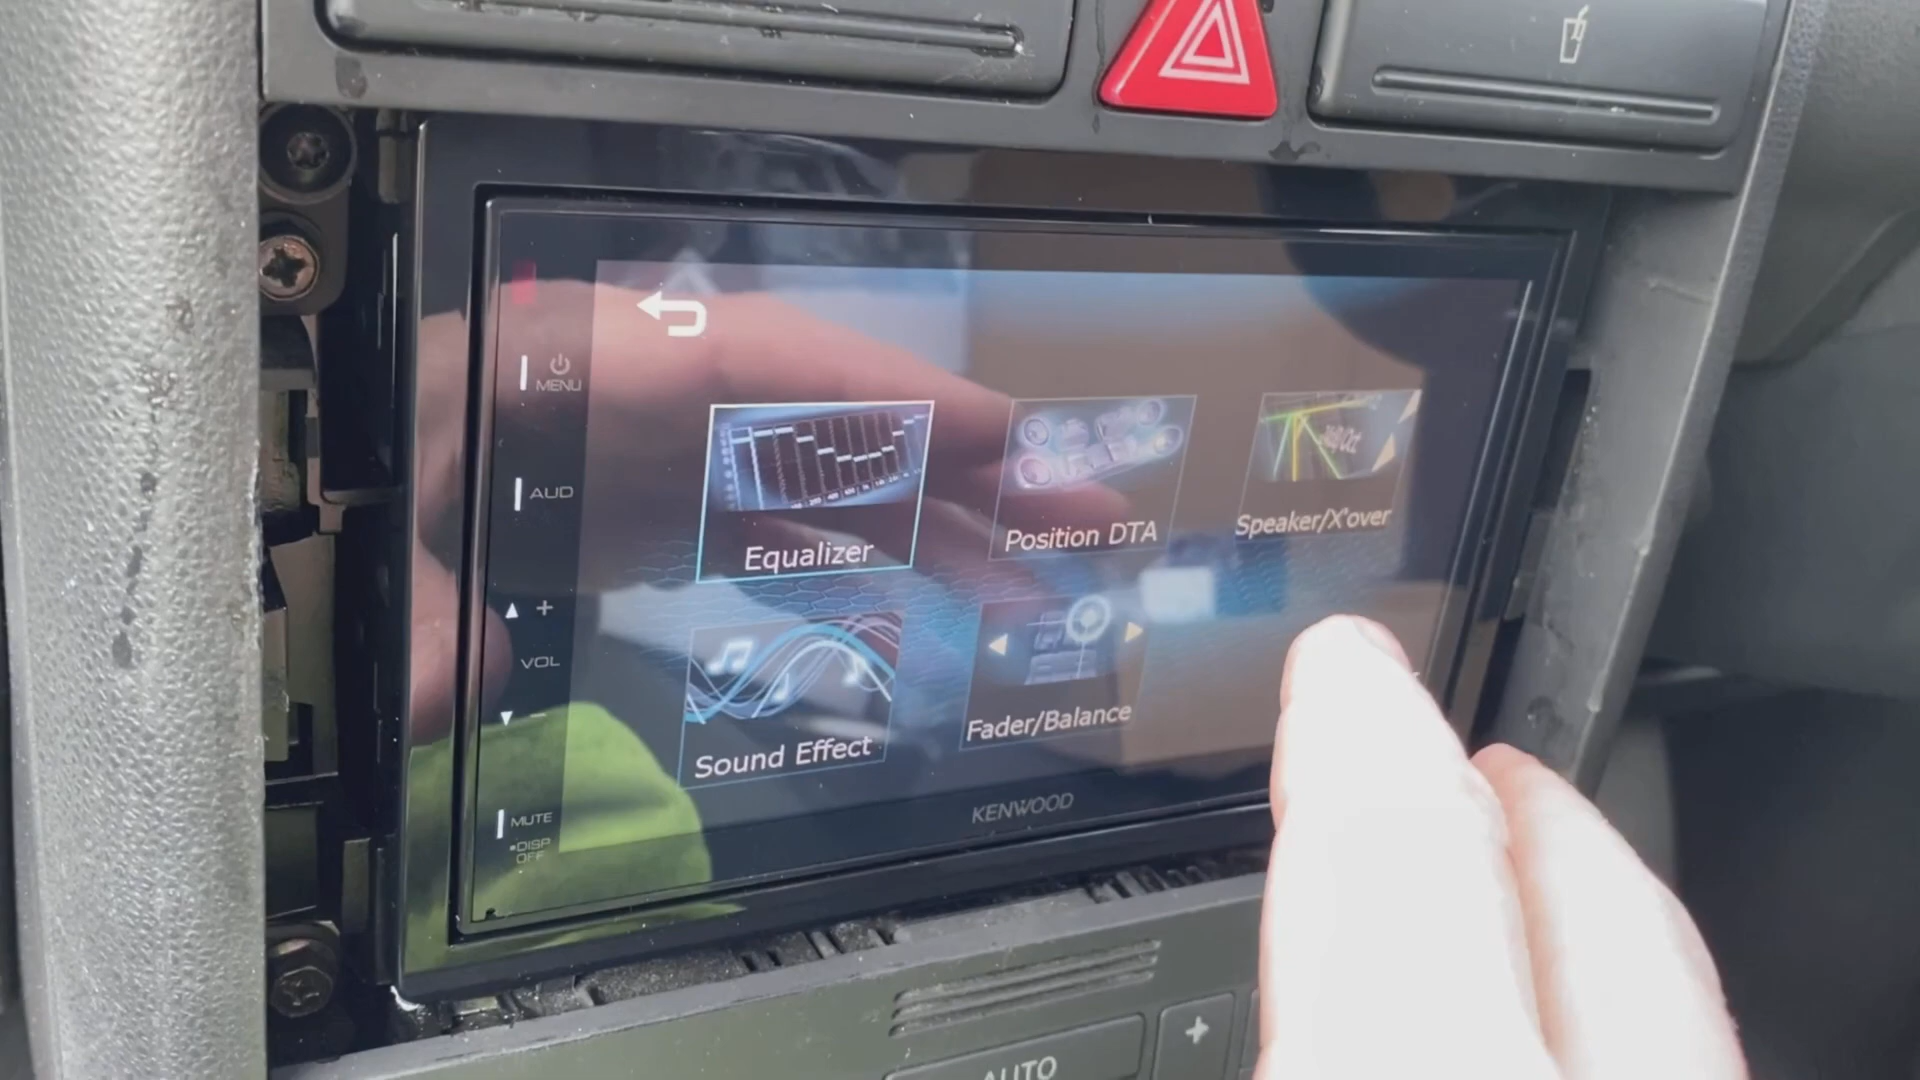 MENU
AUD
+
VOL
-
MUTE
•DISP
OFF
Equalizer
Position DTA
Speaker/X'over
Sound Effect
Fader/Balance
KENWOOD
AUTO
+